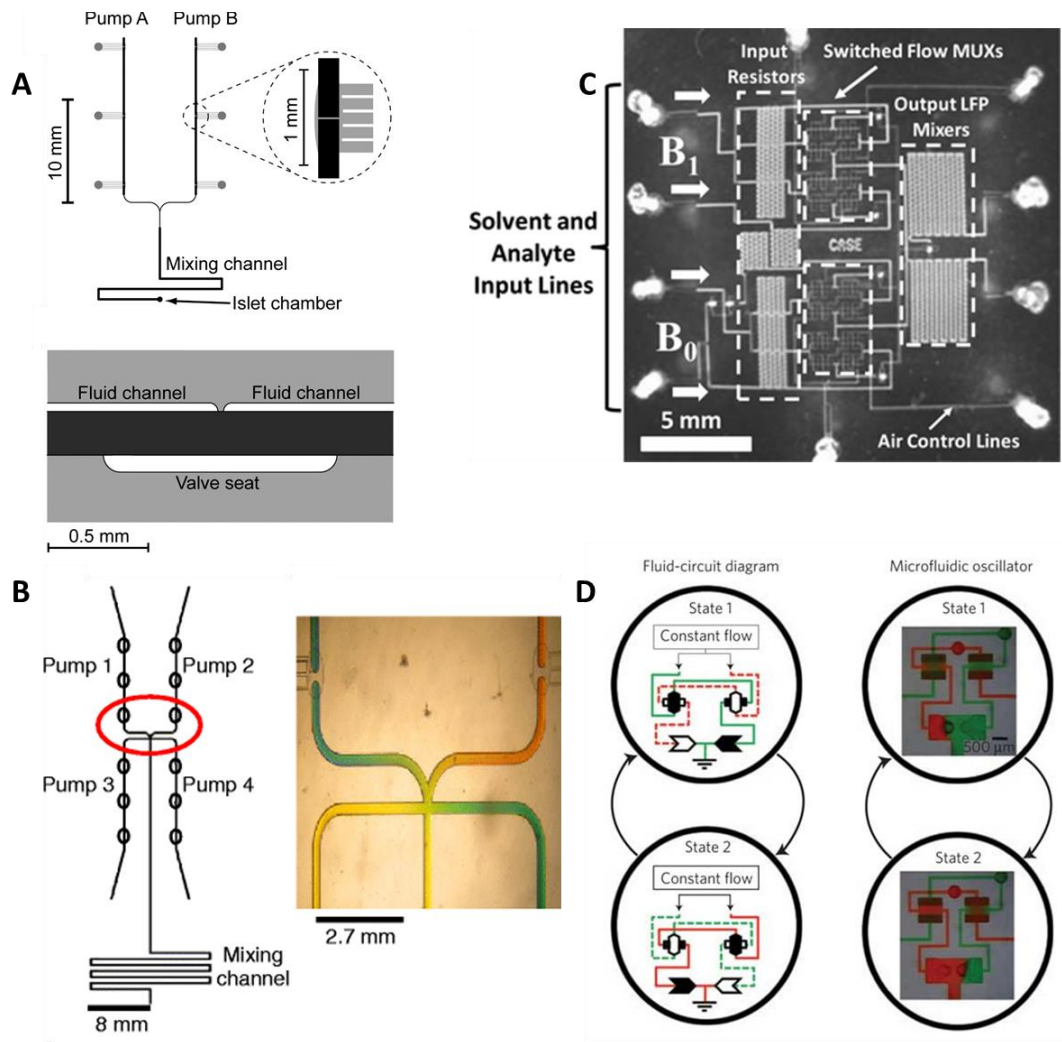 A
Pump A
Pump B
10 mm
1 mm
Mixing channel
Islet chamber
Fluid channel
Fluid channel
Valve seat
0.5 mm
B
Pump 1
Pump 2
Pump 3
Pump 4
Mixing
channel
8 mm
2.7 mm
C
Solvent and
Analyte
Input Lines
Input
Resistors
Switched Flow MUXs
Output LFP
Mixers
B1
CASE
B0
5 mm
Air Control Lines
D
Fluid-circuit diagram
State 1
Constant flow
State 2
Constant flow
Microfluidic oscillator
State 1
500 μm
State 2